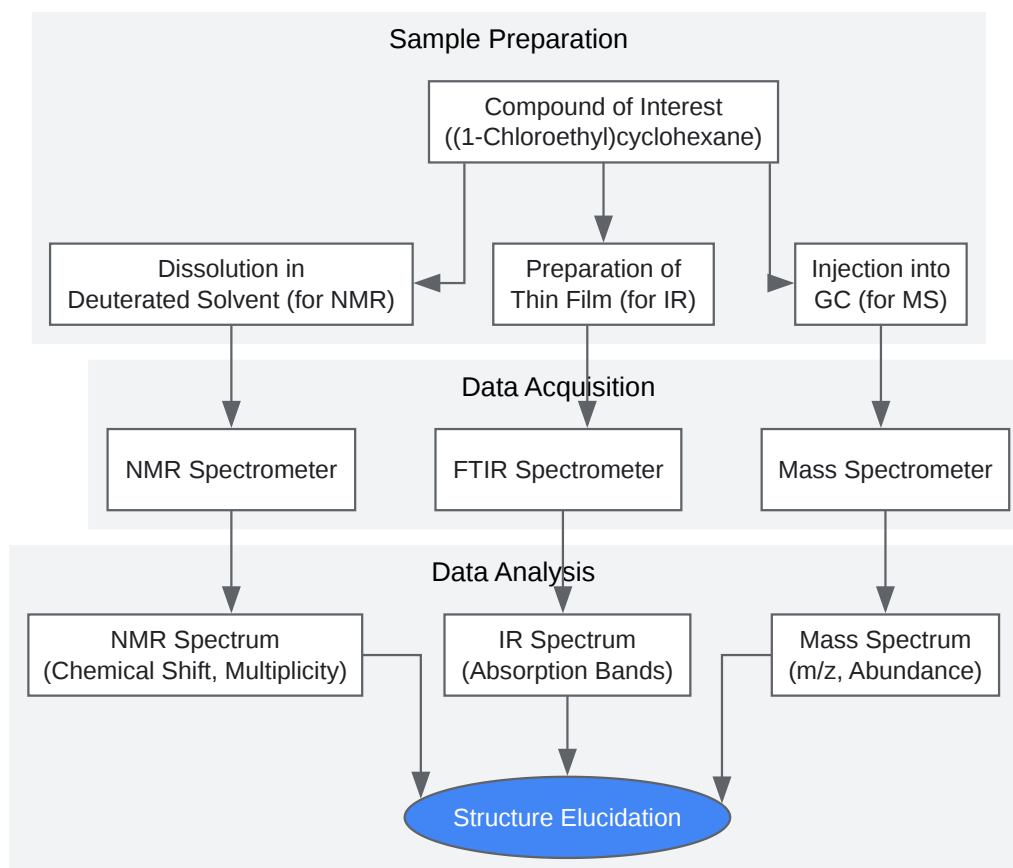 Sample Preparation
Compound of Interest
((1-Chloroethyl)cyclohexane)
Dissolution in
Deuterated Solvent (for NMR)
Preparation of
Thin Film (for IR)
Injection into
GC (for MS)
Data Acquisition
NMR Spectrometer
FTIR Spectrometer
Mass Spectrometer
Data Analysis
NMR Spectrum
(Chemical Shift, Multiplicity)
IR Spectrum
(Absorption Bands)
Mass Spectrum
(m/z, Abundance)
Structure Elucidation